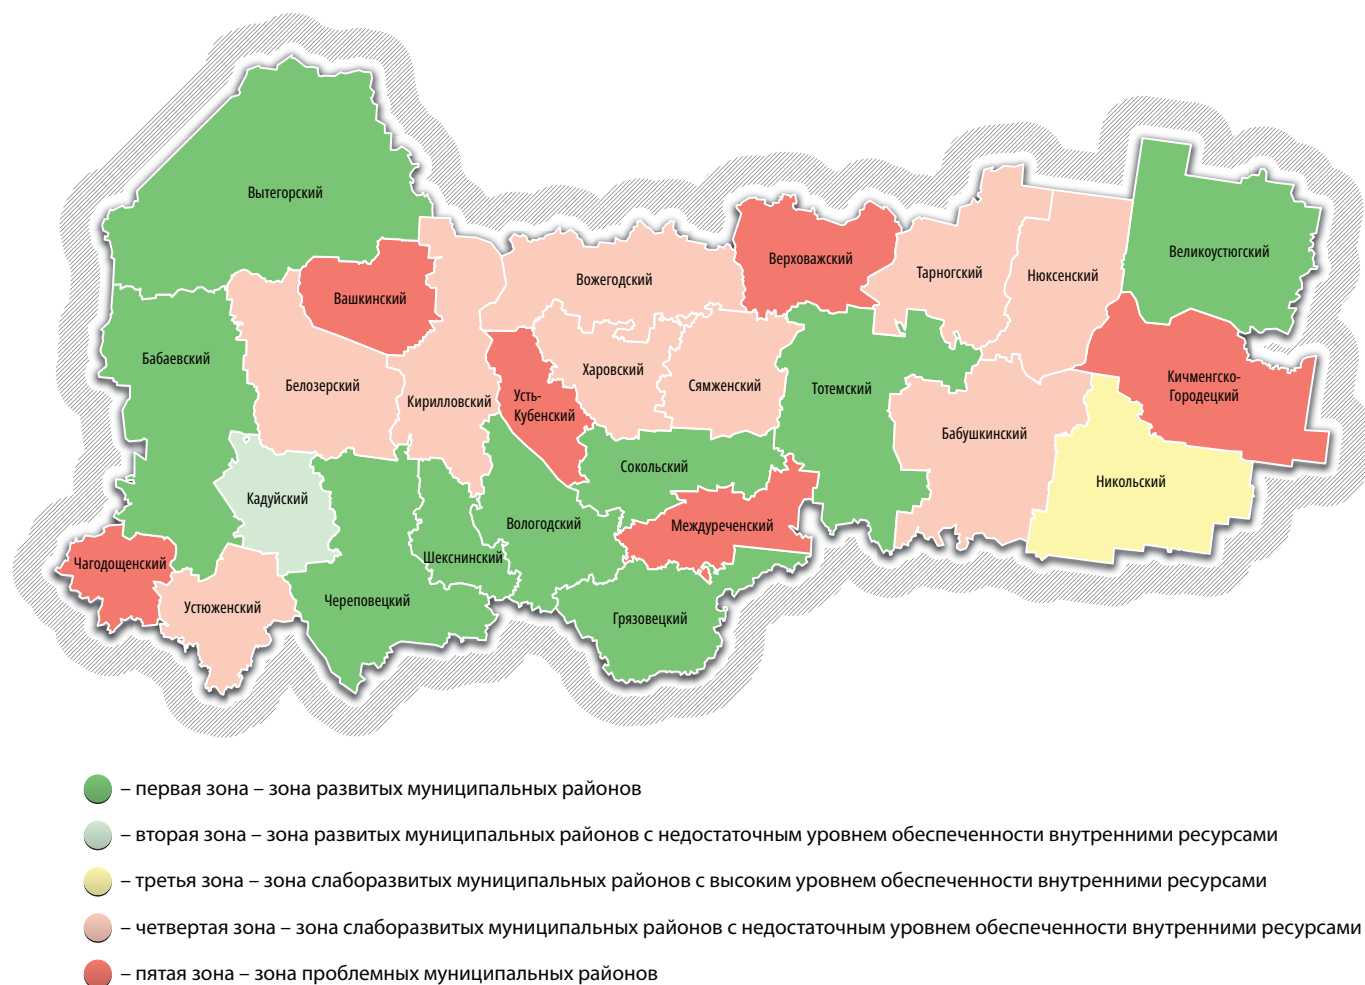 Вытегорский
Великоустюгский
Верховажский
Тарногский
Нюксенский
Вожегодский
Вашкинский
Бабаевский
Белозерский
Кирилловский
Харовский
Сямженский
Усть-
Кубенский
Тотемский
Кичменгско-
Городецкий
Бабушкинский
Сокольский
Никольский
Кадуйский
Вологодский
Междуреченский
Чагодощенский
Шекснинский
Устюженский
Череповецкий
Грязовецкий
– первая зона – зона развитых муниципальных районов
– вторая зона – зона развитых муниципальных районов с недостаточным уровнем обеспеченности внутренними ресурсами
– третья зона – зона слаборазвитых муниципальных районов с высоким уровнем обеспеченности внутренними ресурсами
– четвертая зона – зона слаборазвитых муниципальных районов с недостаточным уровнем обеспеченности внутренними ресурсами
– пятая зона – зона проблемных муниципальных районов